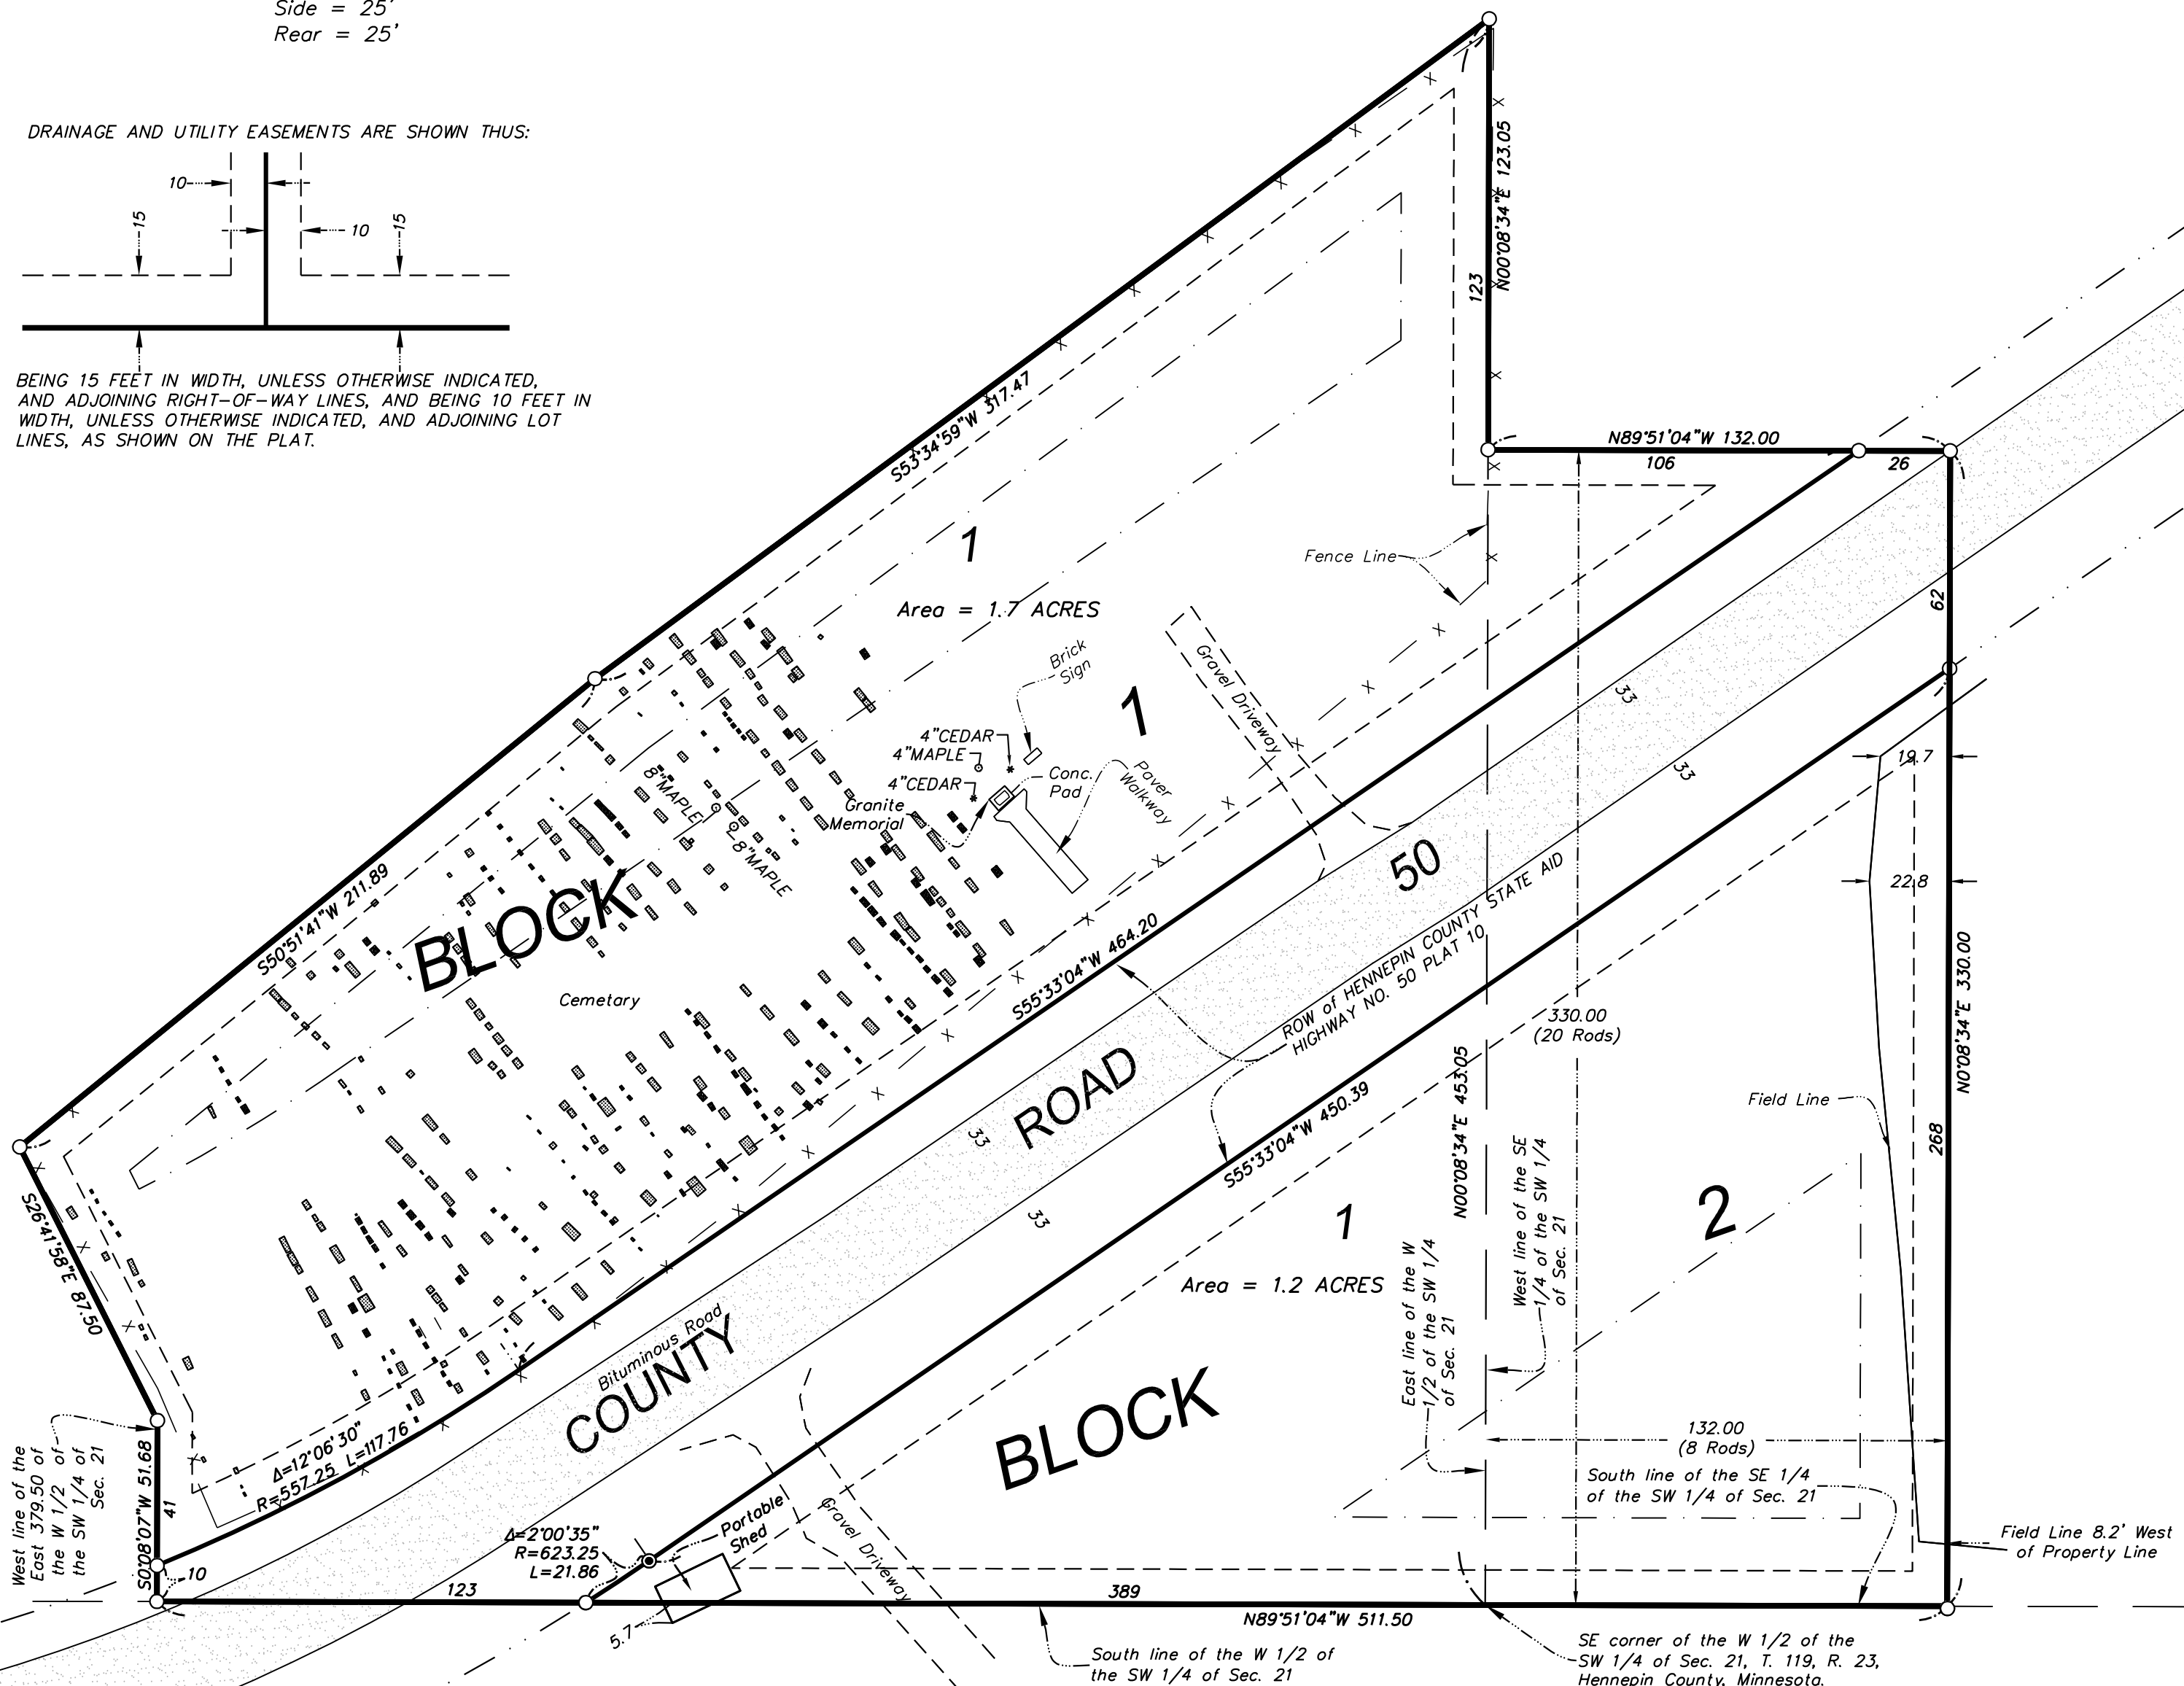 Side = 25'
Rear = 25'
DRAINAGE AND UTILITY EASEMENTS ARE SHOWN THUS:
10
15
10
15
BEING 15 FEET IN WIDTH, UNLESS OTHERWISE INDICATED,
AND ADJOINING RIGHT-OF-WAY LINES, AND BEING 10 FEET IN
WIDTH, UNLESS OTHERWISE INDICATED, AND ADJOINING LOT
LINES, AS SHOWN ON THE PLAT.
N00°08'34"E 123.05
123
S53°34'59"W 317.47
N89°51'04"W 132.00
106
26
1
Area = 1.7 ACRES
Fence Line
62
Brick
Sign
Gravel Driveway
1
33
33
19.7
4"CEDAR
4"MAPLE
4"CEDAR
Conc.
Pad
Paver
Walkway
Granite
Memorial
8"MAPLE
8"MAPLE
22.8
S50°51'41"W 211.89
BLOCK
Cemetary
50
S55°33'04"W 464.20
ROW of HENNEPIN COUNTY STATE AID
HIGHWAY NO. 50 PLAT 10
330.00
(20 Rods)
N0°08'34"E 330.00
N00°08'34"E 453.05
ROAD
33
33
S55°33'04"W 450.39
Field Line
268
West line of the SE
1/4 of the SW 1/4
of Sec. 21
2
1
Area = 1.2 ACRES
East line of the W
1/2 of the SW 1/4
of Sec. 21
S26°41'58"E 87.50
Bituminous Road
COUNTY
BLOCK
132.00
(8 Rods)
South line of the SE 1/4
of the SW 1/4 of Sec. 21
West line of the
East 379.50 of
the W 1/2 of
the SW 1/4 of
Sec. 21
S0°08'07"W 51.68
41
10
Δ=12°06'30"
R=557.25 L=117.76
Δ=2°00'35"
R=623.25
L=21.86
Portable
Shed
Gravel Driveway
Field Line 8.2' West
of Property Line
123
389
N89°51'04"W 511.50
5.7
South line of the W 1/2 of
the SW 1/4 of Sec. 21
SE corner of the W 1/2 of the
SW 1/4 of Sec. 21, T. 119, R. 23,
Hennepin County, Minnesota.